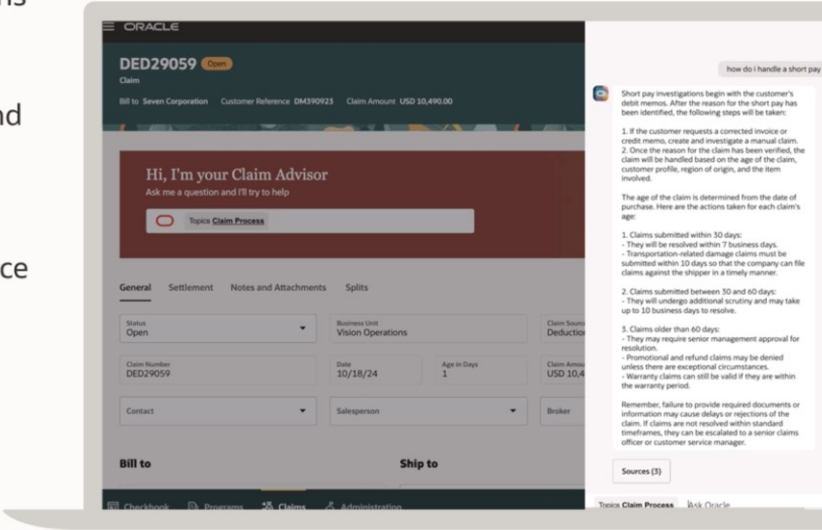 ORACLE
DED29059 Open
Claim
Bill to Seven Corporation Customer Reference DM390923 Claim Amount USD 10,490.00
Hi, I'm your Claim Advisor
Ask me a question and I'll try to help
Topics Claim Process
General Settlement Notes and Attachments Splits
Status
Open
Business Unit
Vision Operations
Claim Number
DED29059
Date
10/18/24
Age in Days
1
Contact
Salesperson
Broker
Bill to
Ship to
Checkbook Programs Claims Administration
how do i handle a short pay
Short pay investigations begin with the customer's
debit memos. After the reason for the short pay has
been identified, the following steps will be taken:
1. If the customer requests a corrected invoice or
credit memo, create and investigate a manual claim.
2. Once the reason for the claim has been verified, the
claim will be handled based on the age of the claim,
customer profile, region of origin, and the item
involved.
The age of the claim is determined from the date of
purchase. Here are the actions taken for each claim's
age:
1. Claims submitted within 30 days:
- They will be resolved within 7 business days.
- Transportation-related damage claims must be
submitted within 10 days so that the company can file
claims against the shipper in a timely manner.
2. Claims submitted between 30 and 60 days:
- They will undergo additional scrutiny and may take
up to 10 business days to resolve.
3. Claims older than 60 days:
- They may require senior management approval for
resolution.
- Promotional and refund claims may be denied
unless there are exceptional circumstances.
- Warranty claims can still be valid if they are within
the warranty period.
Remember, failure to provide required documents or
information may cause delays or rejections of the
claim. If claims are not resolved within standard
timeframes, they can be escalated to a senior claims
officer or customer service manager.
Sources (3)
Topics Claim Process Ask Oracle